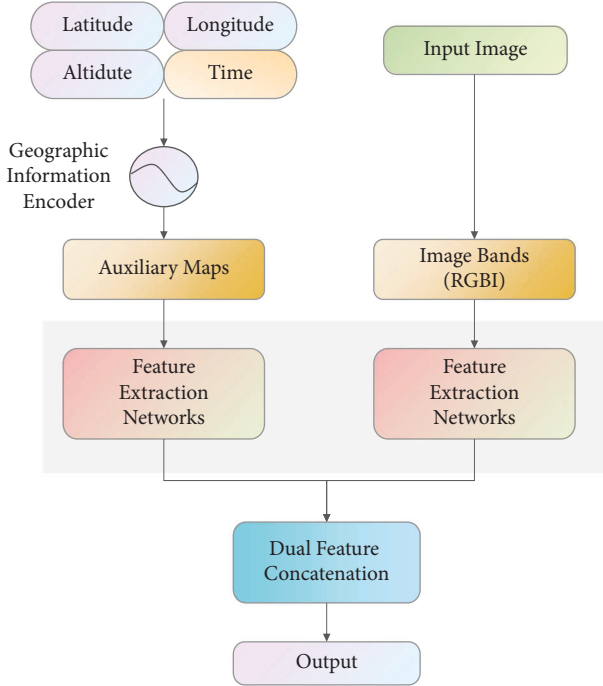 Latitude
Longitude
Altidute
Time
Input Image
Geographic
Information
Encoder
Auxiliary Maps
Image Bands
(RGBI)
Feature
Extraction
Networks
Feature
Extraction
Networks
Dual Feature
Concatenation
Output